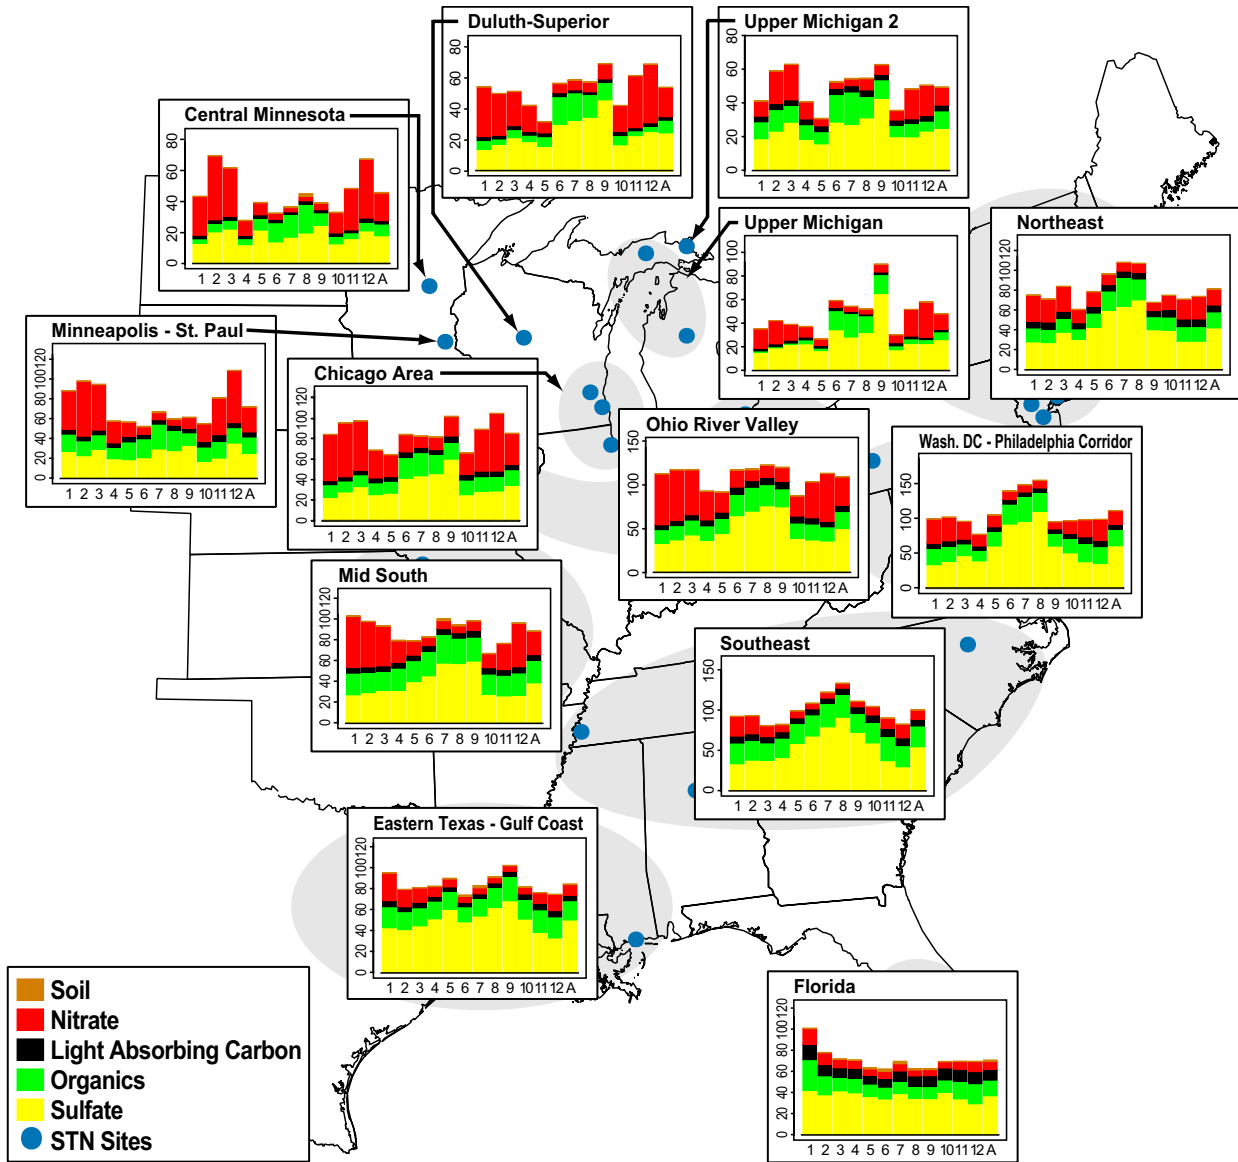 Duluth-Superior
0 20 40 60 80
1 2 3 4 5 6 7 8 9 10 11 12 A
Upper Michigan 2
0 20 40 60 80
1 2 3 4 5 6 7 8 9 10 11 12 A
Central Minnesota
0 20 40 60 80
1 2 3 4 5 6 7 8 9 10 11 12 A
Upper Michigan
0 20 40 60 80 100
1 2 3 4 5 6 7 8 9 10 11 12 A
Northeast
0 20 40 60 80 100 120
1 2 3 4 5 6 7 8 9 10 11 12 A
Minneapolis - St. Paul
0 20 40 60 80 100 120
1 2 3 4 5 6 7 8 9 10 11 12 A
Chicago Area
0 20 40 60 80 100 120
1 2 3 4 5 6 7 8 9 10 11 12 A
Ohio River Valley
0 50 100 150
1 2 3 4 5 6 7 8 9 10 11 12 A
Wash. DC - Philadelphia Corridor
0 50 100 150
1 2 3 4 5 6 7 8 9 10 11 12 A
Mid South
0 20 40 60 80 100 120
1 2 3 4 5 6 7 8 9 10 11 12 A
Southeast
0 50 100 150
1 2 3 4 5 6 7 8 9 10 11 12 A
Eastern Texas - Gulf Coast
0 20 40 60 80 100 120
1 2 3 4 5 6 7 8 9 10 11 12 A
Florida
0 20 40 60 80 100 120
1 2 3 4 5 6 7 8 9 10 11 12 A
Soil
Nitrate
Light Absorbing Carbon
Organics
Sulfate
STN Sites